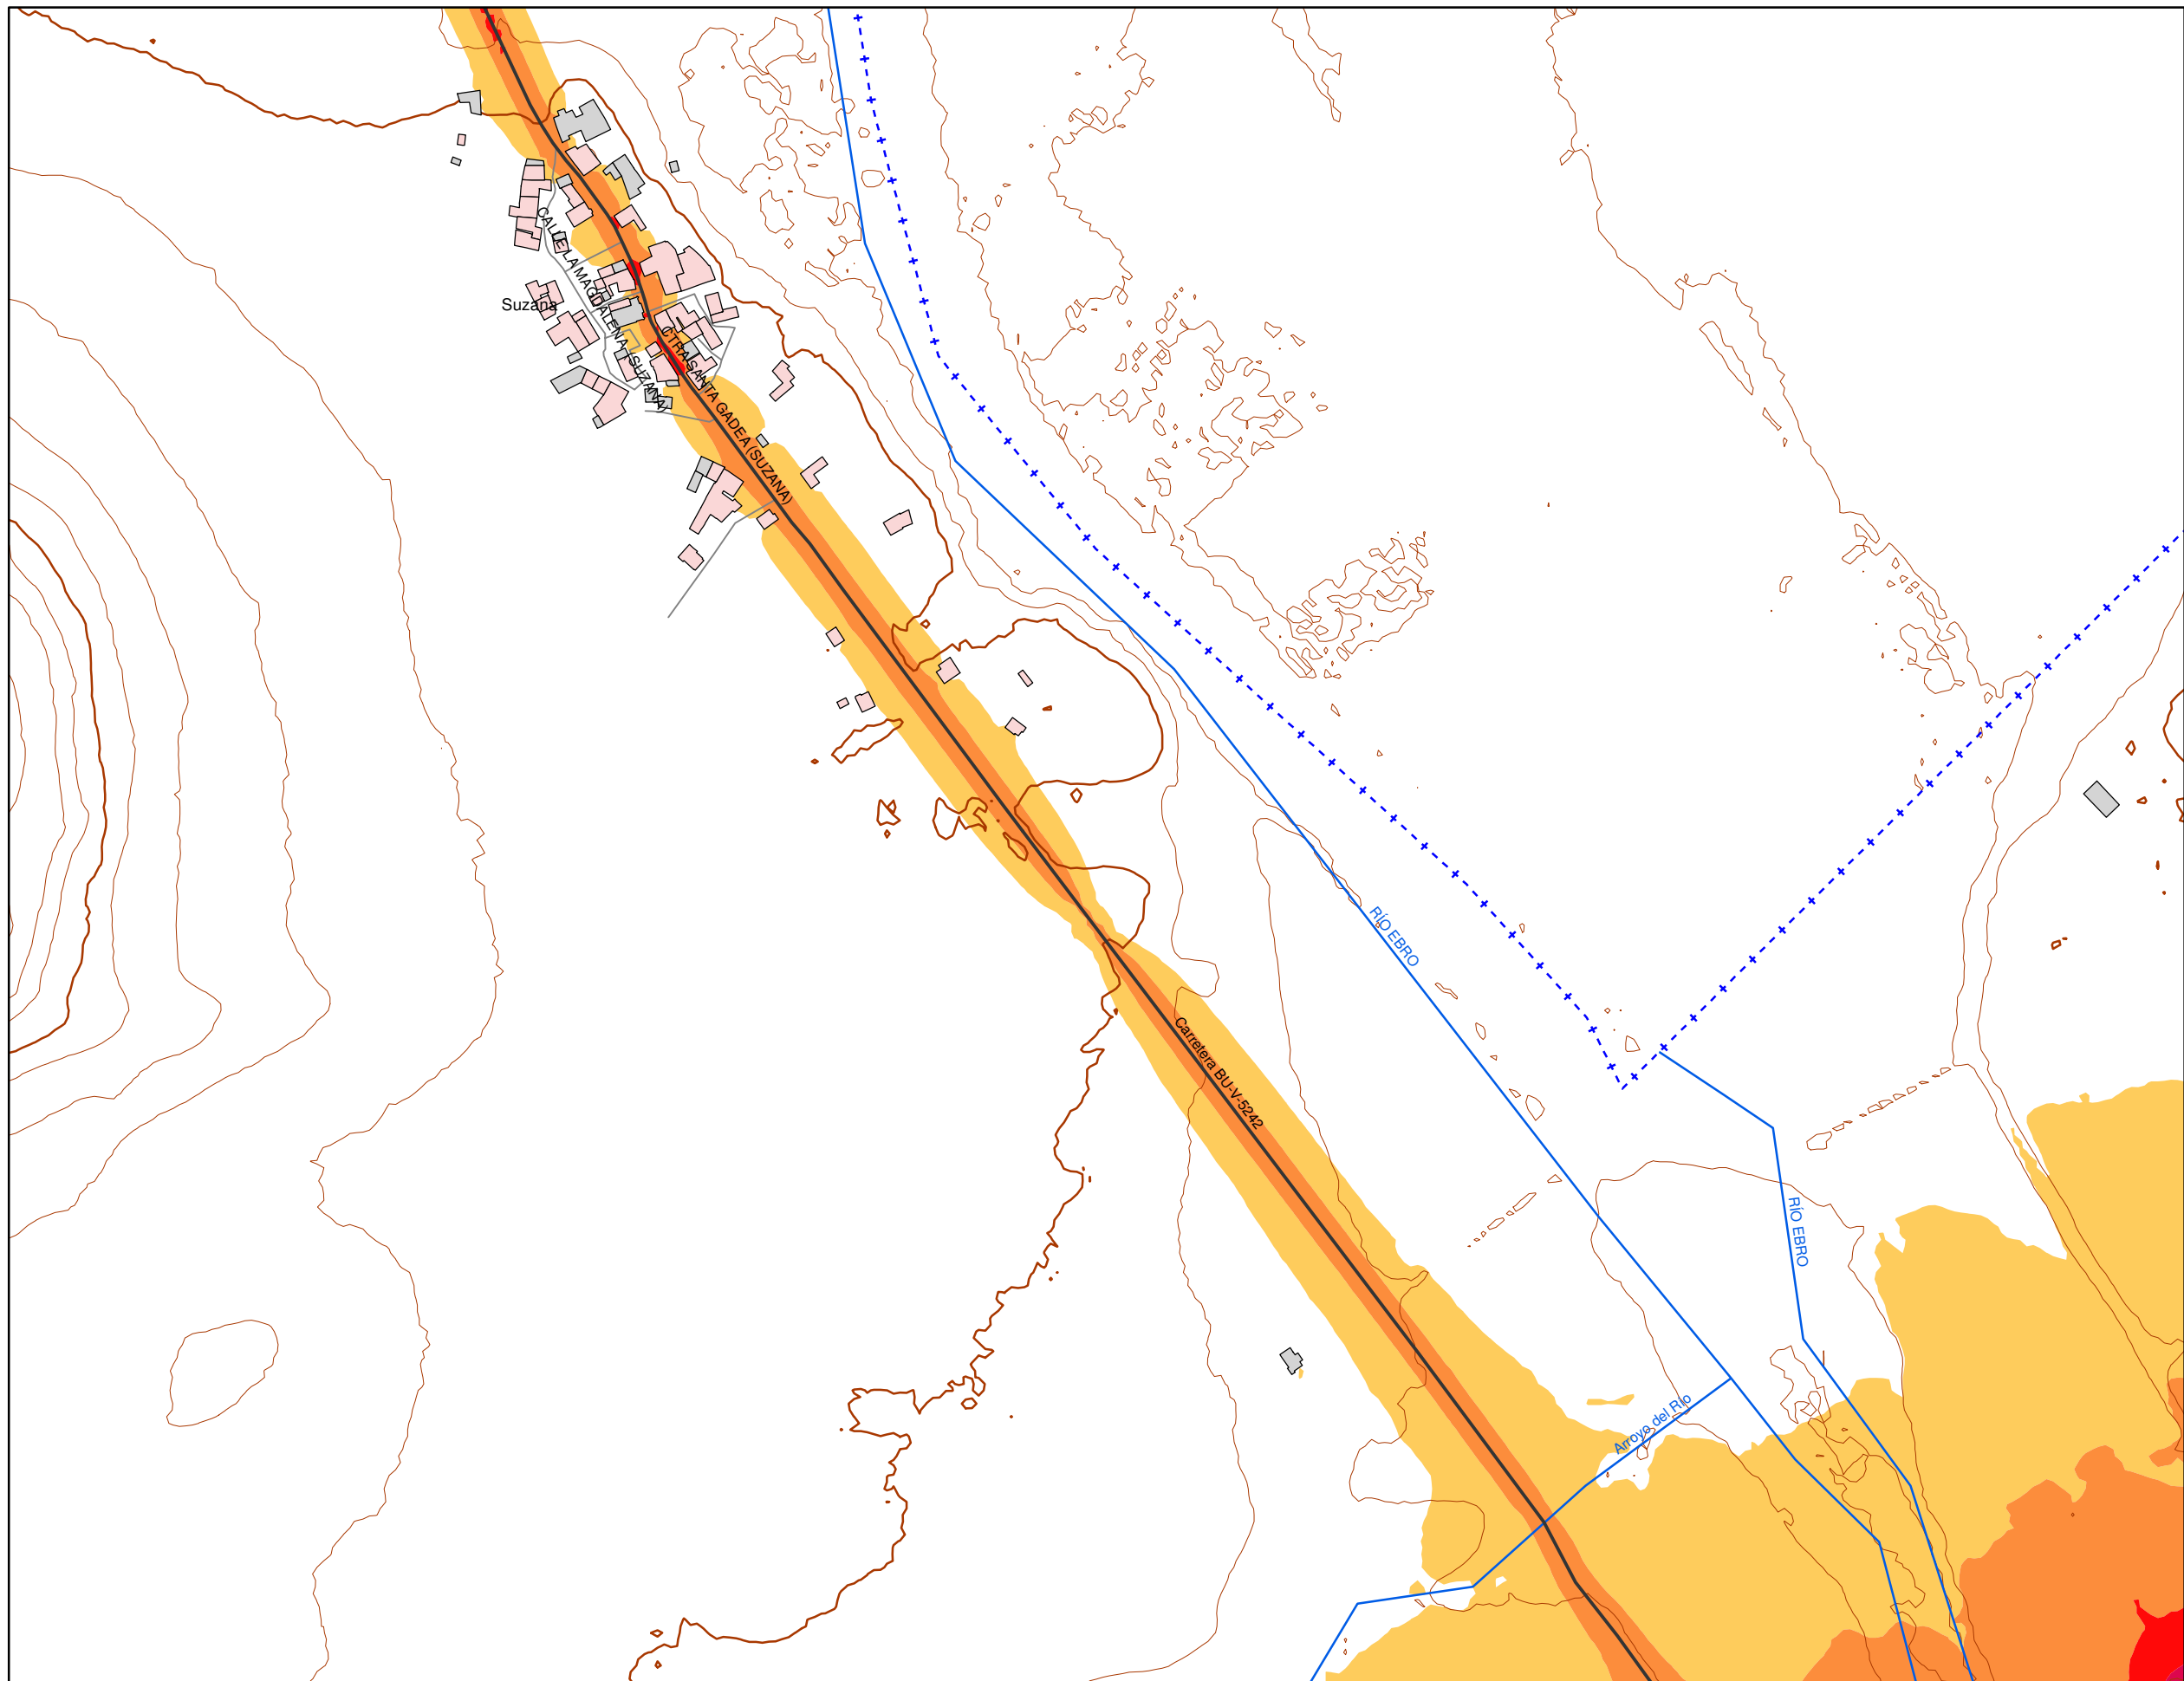 CALLE LA MAGDALENA (SUZANA)
Suzana
CTRA SANTA GADEA (SUZANA)
RÍO EBRO
Carretera BU-V-5242
RÍO EBRO
Arroyo del Río